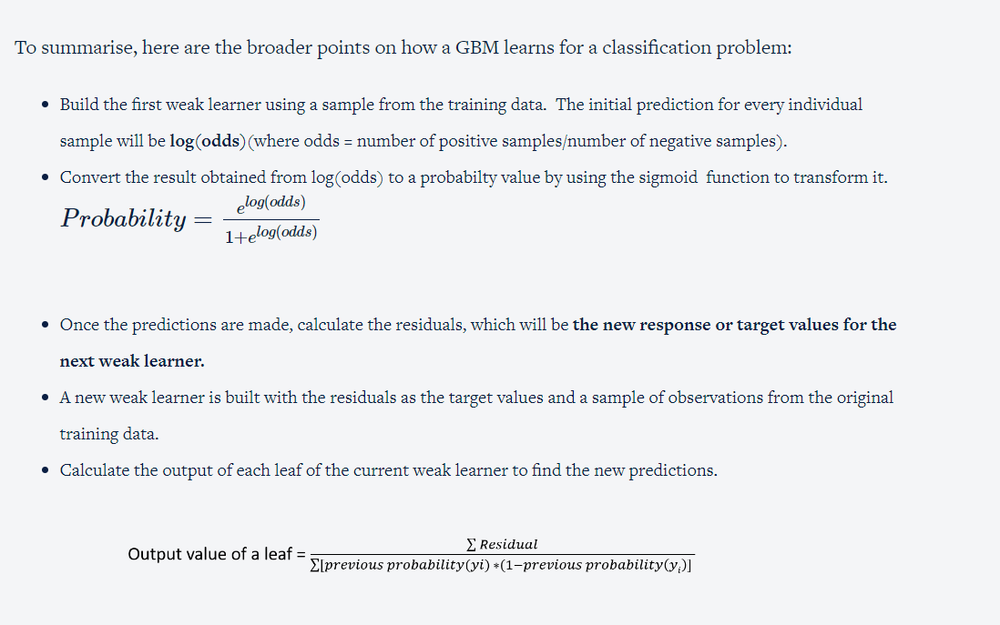 To summarise, here are the broader points on how a GBM learns for a classification problem:
• Build the first weak learner using a sample from the training data. The initial prediction for every individual
sample will be log(odds)(where odds = number of positive samples/number of negative samples).
• Convert the result obtained from log(odds) to a probabilty value by using the sigmoid function to transform it.
Probability = e^log(odds) / 1+e^log(odds)
• Once the predictions are made, calculate the residuals, which will be the new response or target values for the
next weak learner.
• A new weak learner is built with the residuals as the target values and a sample of observations from the original
training data.
• Calculate the output of each leaf of the current weak learner to find the new predictions.
Output value of a leaf = ∑ Residual / ∑[previous probability(yi) *(1−previous probability(y_i)]